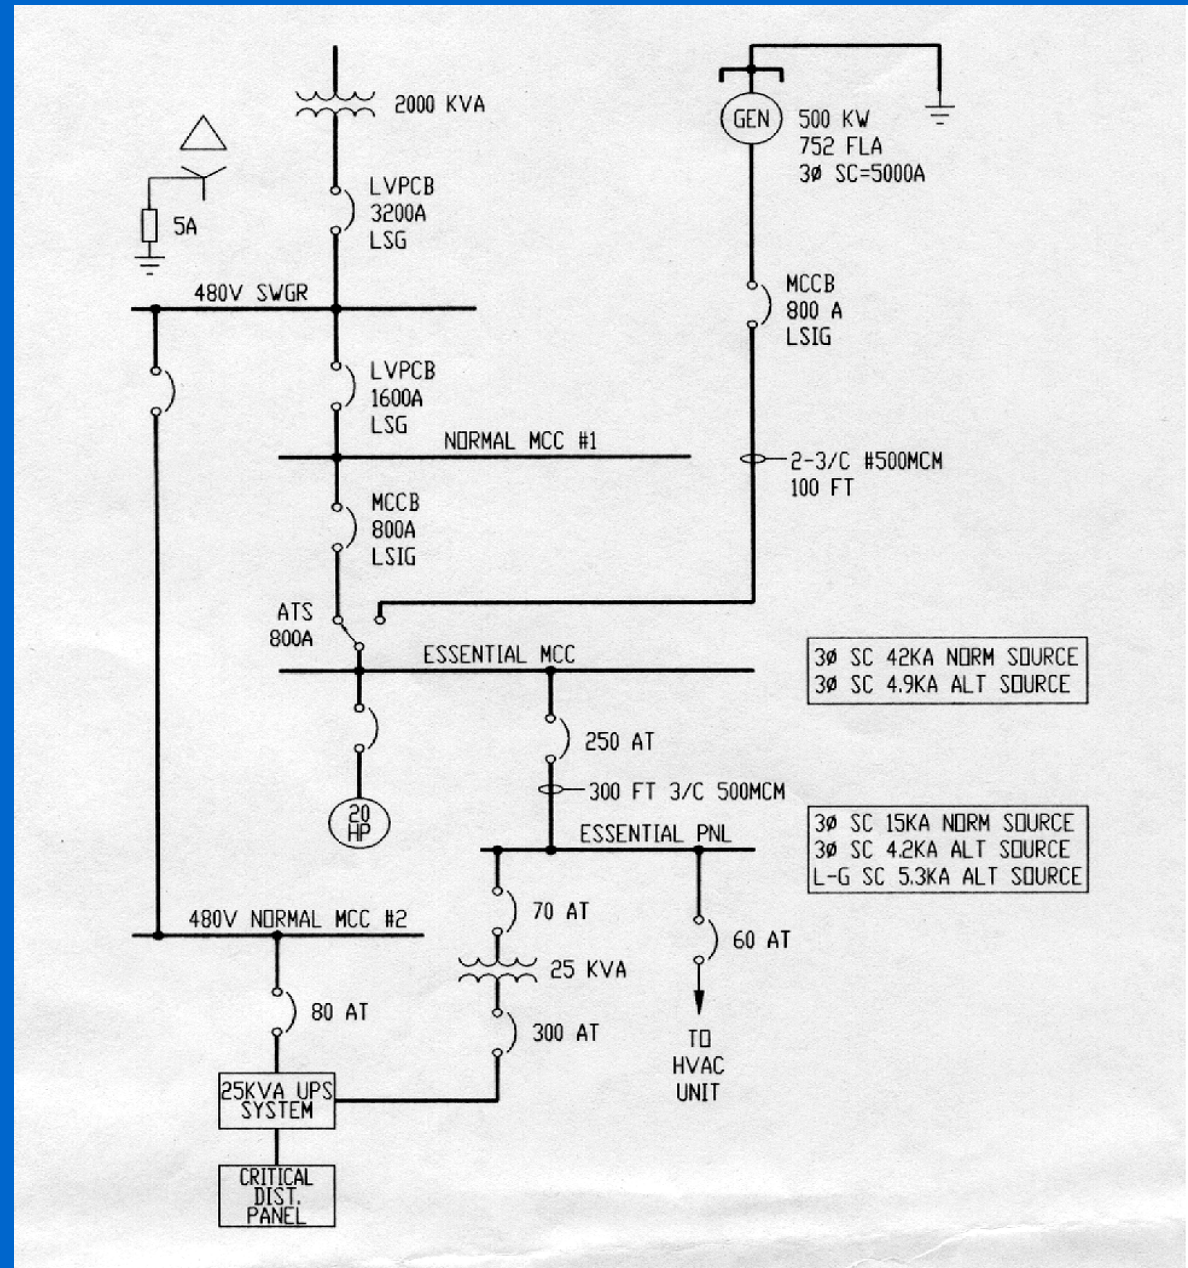 2000 KVA
GEN
500 KW
752 FLA
3ø SC=5000A
LVPCB
3200A
LSG
5A
480V SWGR
MCCB
800 A
LSIG
LVPCB
1600A
LSG
NORMAL MCC #1
2-3/C #500MCM
100 FT
MCCB
800A
LSIG
ATS
800A
ESSENTIAL MCC
3ø SC 42KA NORM SOURCE
3ø SC 4.9KA ALT SOURCE
250 AT
300 FT 3/C 500MCM
20
HP
ESSENTIAL PNL
3ø SC 15KA NORM SOURCE
3ø SC 4.2KA ALT SOURCE
L-G SC 5.3KA ALT SOURCE
480V NORMAL MCC #2
70 AT
60 AT
25 KVA
80 AT
300 AT
TO
HVAC
UNIT
25KVA UPS
SYSTEM
CRITICAL
DIST.
PANEL